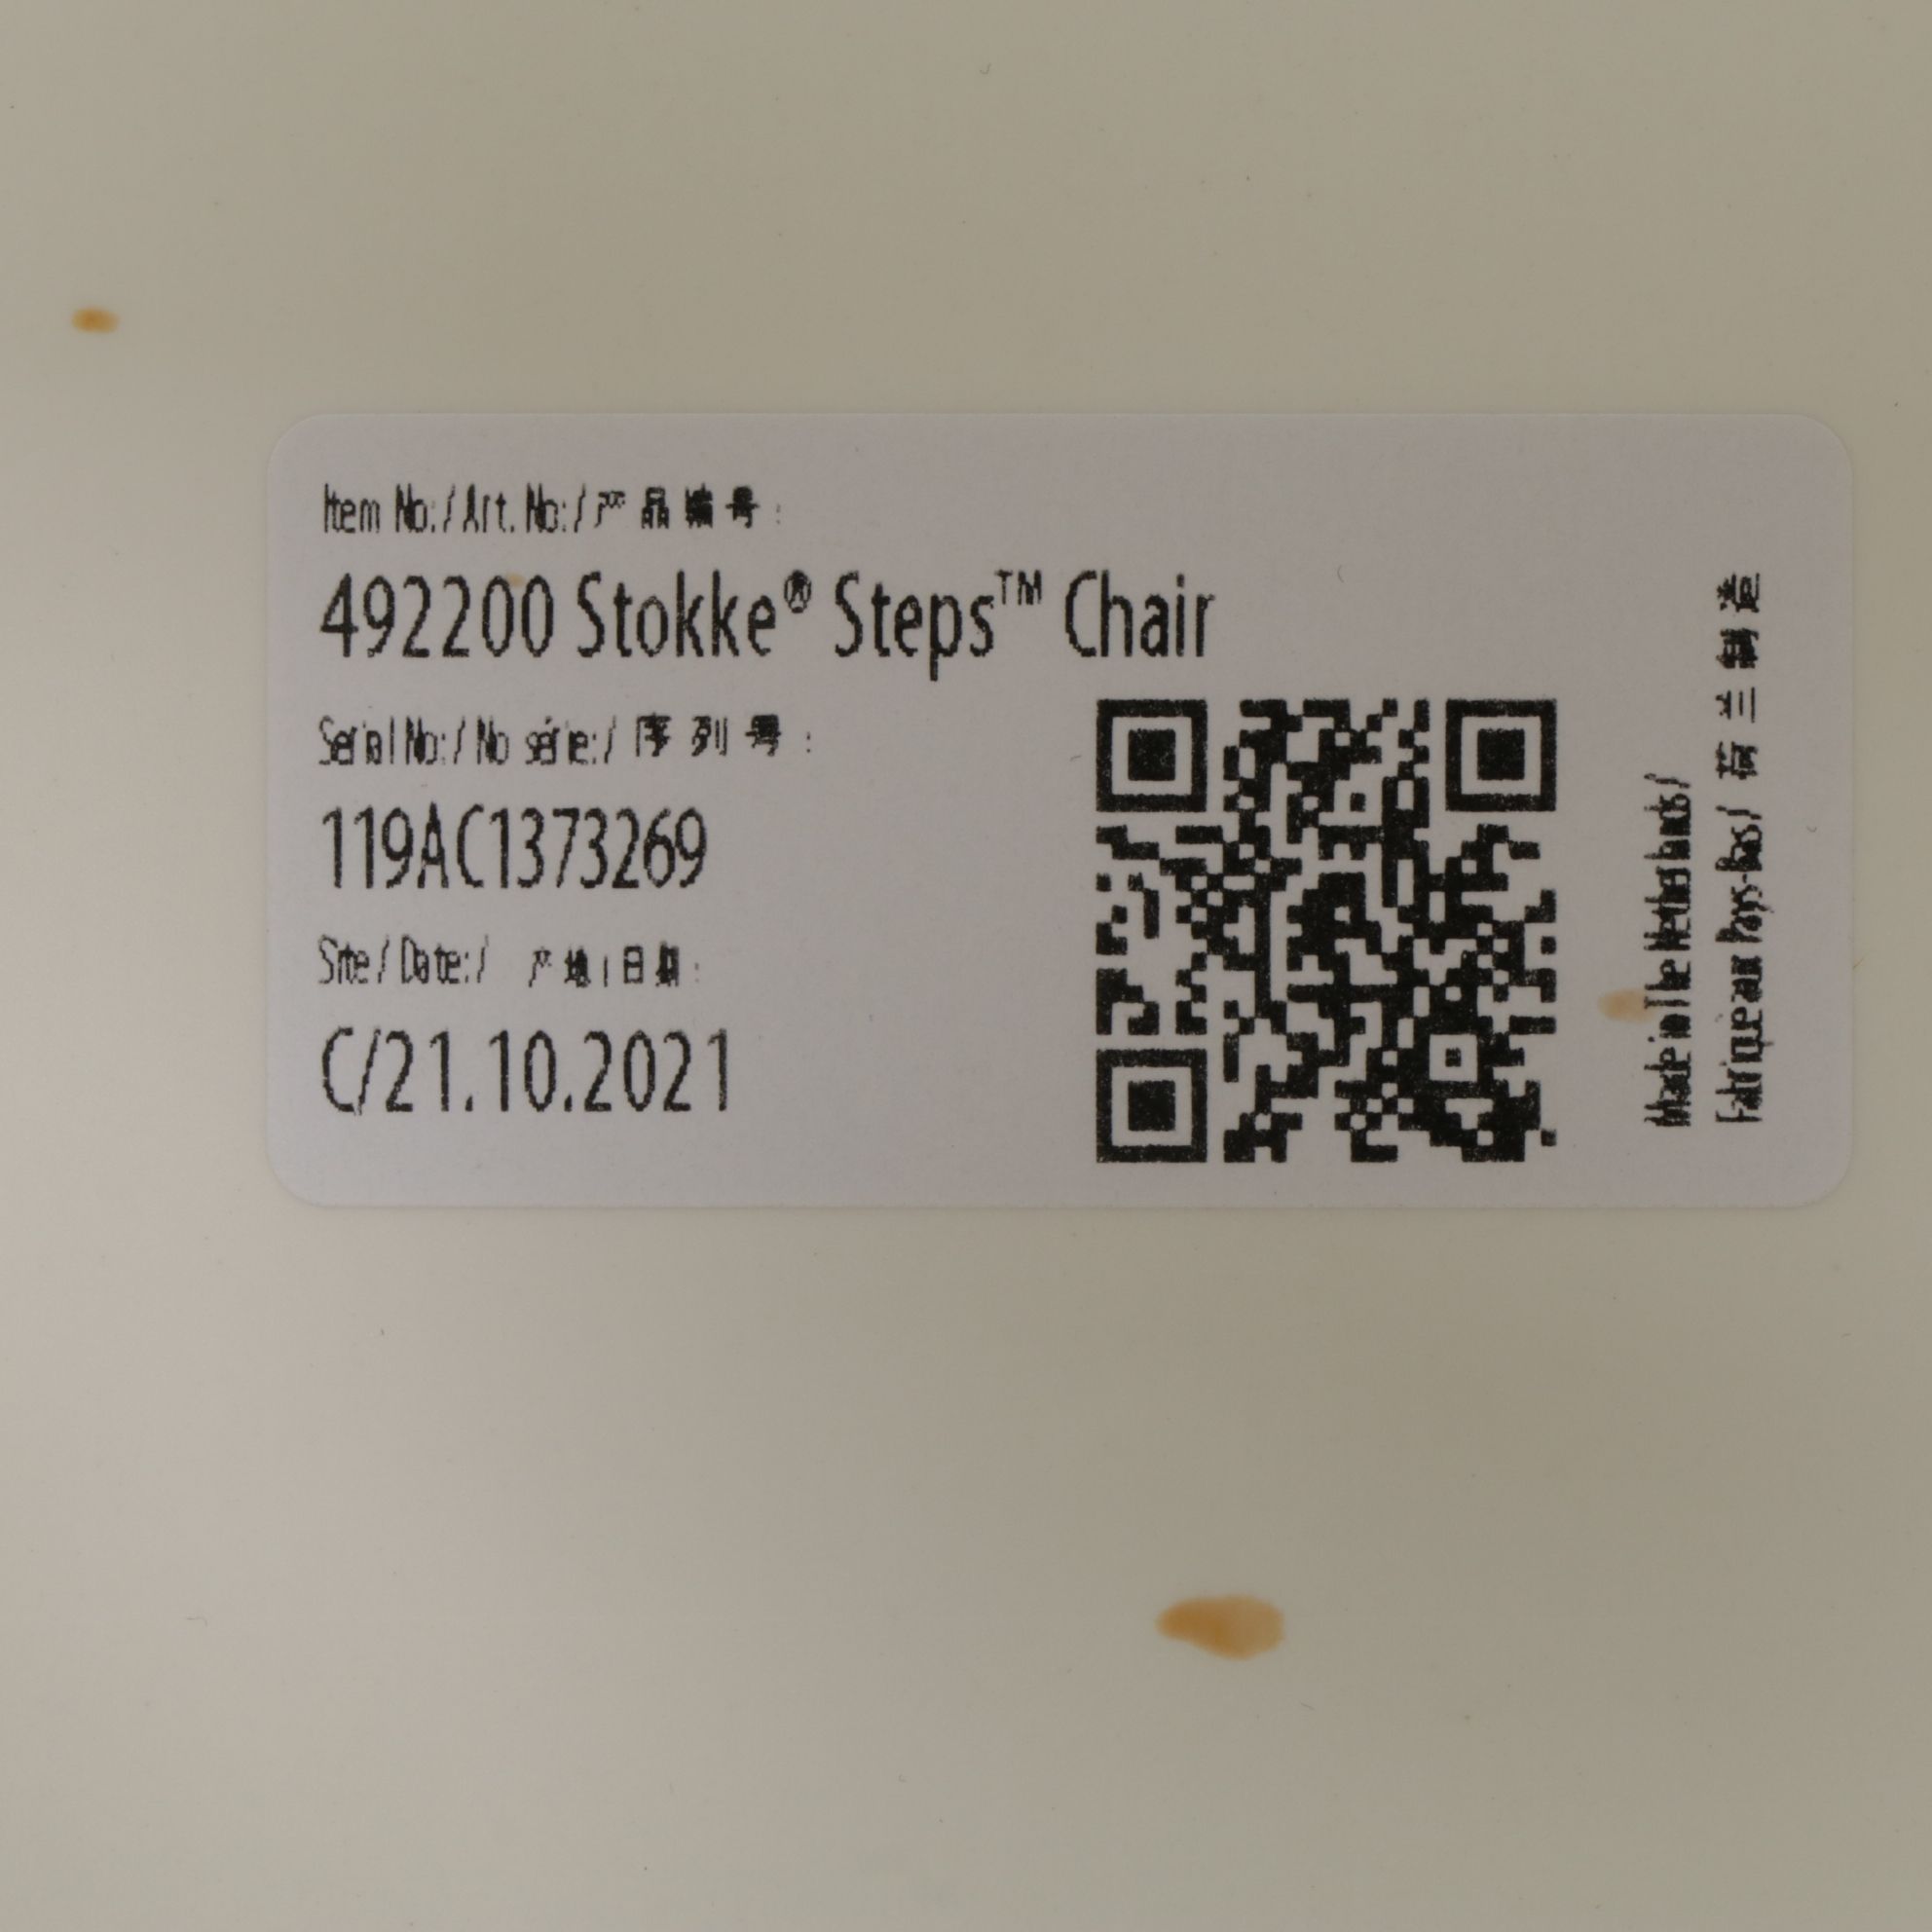 Item No:/Art. No:/产品编号:
492200 Stokke® Steps™ Chair
Serial No:/No série:/序列号:
119AC1373269
Site/Date:/ 产地|日期:
C/21.10.2021
Made in The Netherlands/
Fabrique aux Pays-Bas/ 荷兰制造